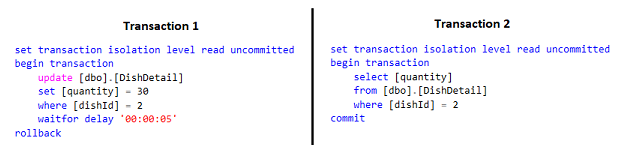 Transaction 1
set transaction isolation level read uncommitted
begin transaction
update [dbo].[DishDetail]
set [quantity] = 30
where [dishId] = 2
waitfor delay '00:00:05'
rollback
Transaction 2
set transaction isolation level read uncommitted
begin transaction
select [quantity]
from [dbo].[DishDetail]
where [dishId] = 2
commit